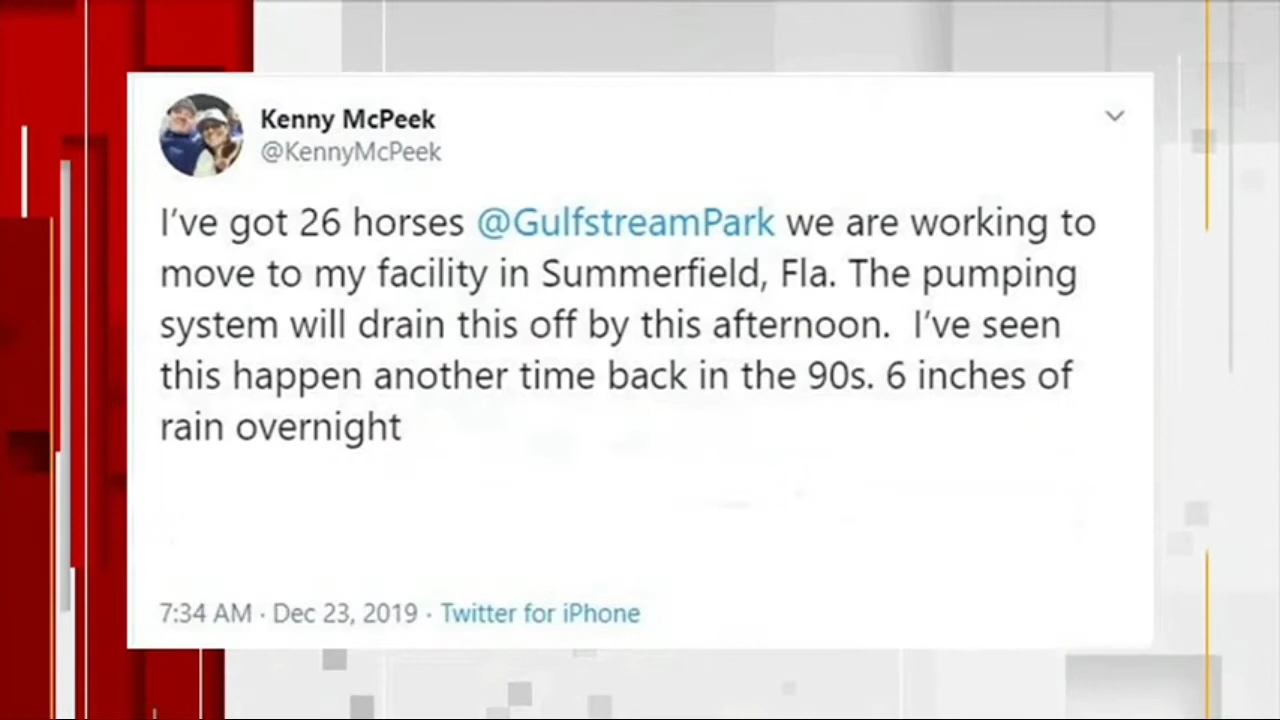 Kenny McPeek
@KennyMcPeek
I've got 26 horses @GulfstreamPark we are working to
move to my facility in Summerfield, Fla. The pumping
system will drain this off by this afternoon.  I've seen
this happen another time back in the 90s. 6 inches of
rain overnight
7:34 AM · Dec 23, 2019 · Twitter for iPhone